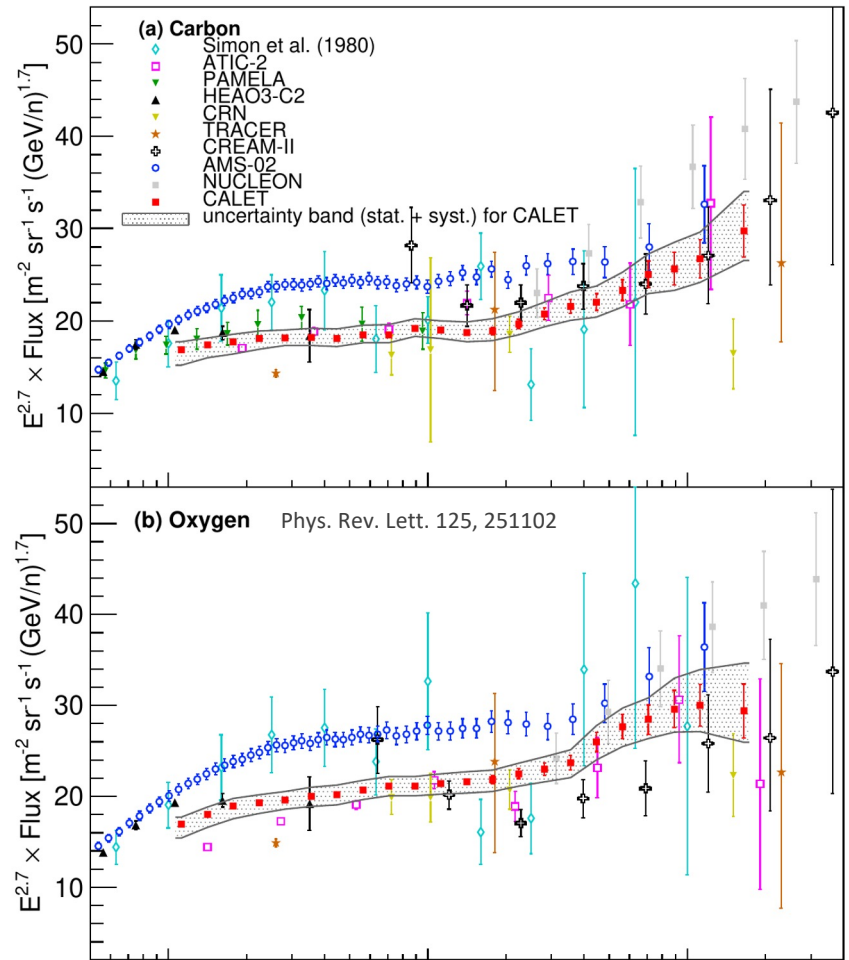 (a) Carbon
Simon et al. (1980)
ATIC-2
PAMELA
HEAO3-C2
CRN
TRACER
CREAM-II
AMS-02
NUCLEON
CALET
uncertainty band (stat. + syst.) for CALET
E^2.7 × Flux [m^-2 sr^-1 s^-1 (GeV/n)^1.7]
50
40
30
20
10
(b) Oxygen Phys. Rev. Lett. 125, 251102
E^2.7 × Flux [m^-2 sr^-1 s^-1 (GeV/n)^1.7]
50
40
30
20
10